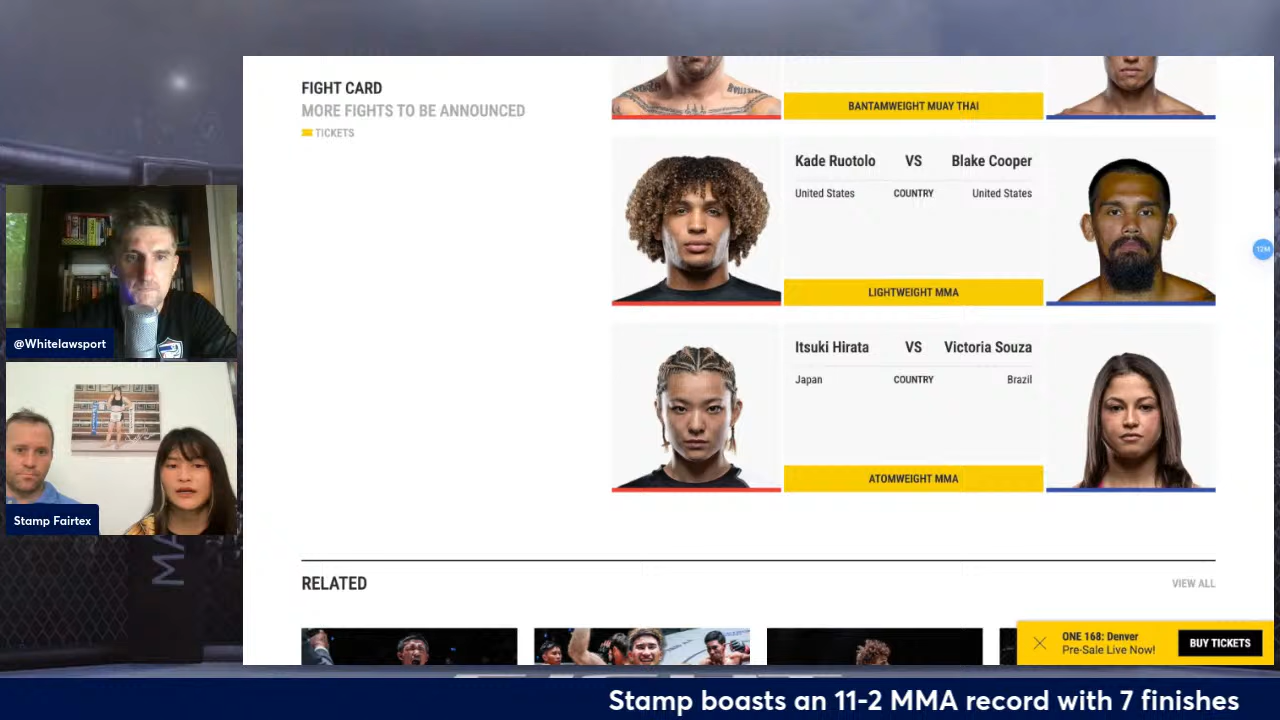 FIGHT CARD
MORE FIGHTS TO BE ANNOUNCED
TICKETS
BANTAMWEIGHT MUAY THAI
Kade Ruotolo VS Blake Cooper
United States COUNTRY United States
LIGHTWEIGHT MMA
Itsuki Hirata VS Victoria Souza
Japan COUNTRY Brazil
ATOMWEIGHT MMA
RELATED
VIEW ALL
ONE 168: Denver
Pre-Sale Live Now!
BUY TICKETS
12M
@Whitelawsport
Stamp Fairtex
MA
Stamp boasts an 11-2 MMA record with 7 finishes